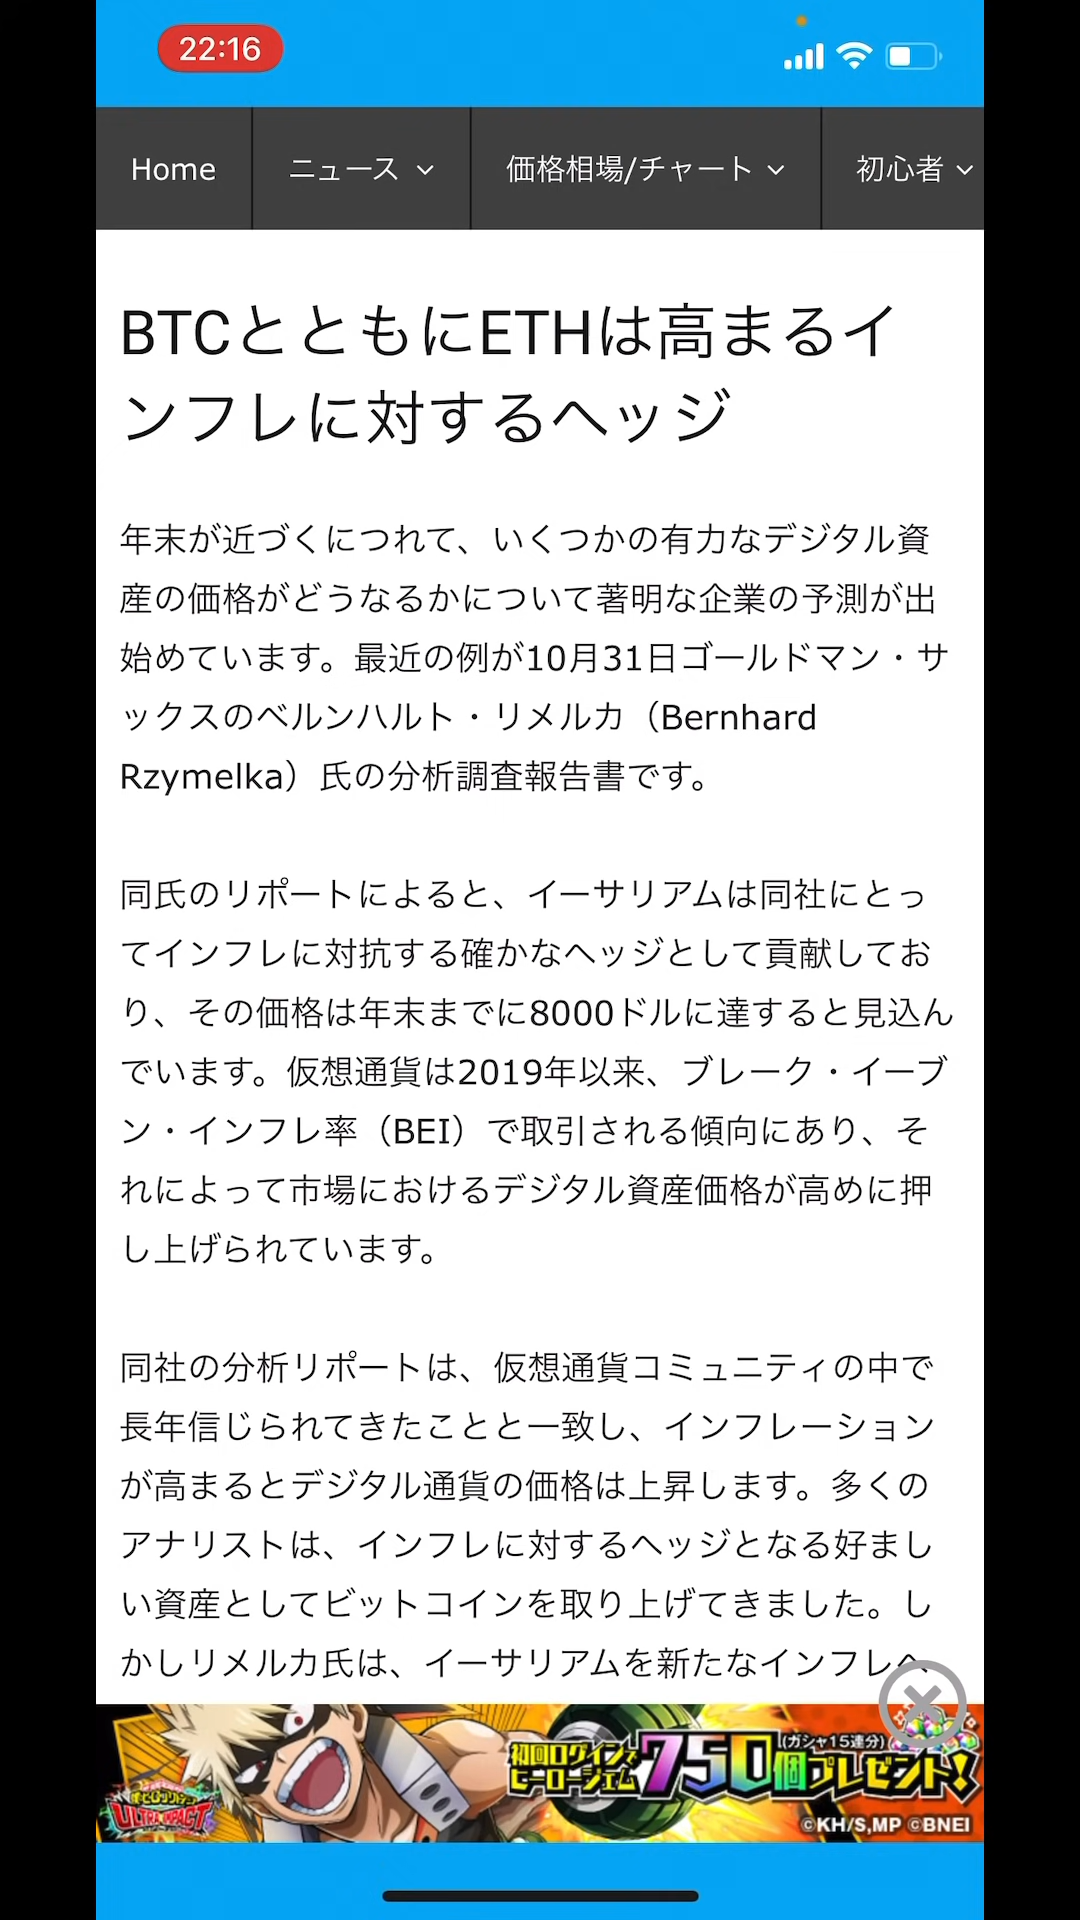 22:16
Home ニュース 価格相場/チャート 初心者
BTCとともにETHは高まるイ
ンフレに対するヘッジ
年末が近づくにつれて、いくつかの有力なデジタル資
産の価格がどうなるかについて著明な企業の予測が出
始めています。最近の例が10月31日ゴールドマン・サ
ックスのベルンハルト・リメルカ（Bernhard
Rzymelka）氏の分析調査報告書です。
同氏のリポートによると、イーサリアムは同社にとっ
てインフレに対抗する確かなヘッジとして貢献してお
り、その価格は年末までに8000ドルに達すると見込ん
でいます。仮想通貨は2019年以来、ブレーク・イーブ
ン・インフレ率（BEI）で取引される傾向にあり、そ
れによって市場におけるデジタル資産価格が高めに押
し上げられています。
同社の分析リポートは、仮想通貨コミュニティの中で
長年信じられてきたことと一致し、インフレーション
が高まるとデジタル通貨の価格は上昇します。多くの
アナリストは、インフレに対するヘッジとなる好まし
い資産としてビットコインを取り上げてきました。し
かしリメルカ氏は、イーサリアムを新たなインフレヘ
初回ログインで
ヒーロージェム750個プレゼント!
(ガシャ15連分)
僕のヒーローアカデミア
ULTRA IMPACT
©KH/S,MP ©BNEI